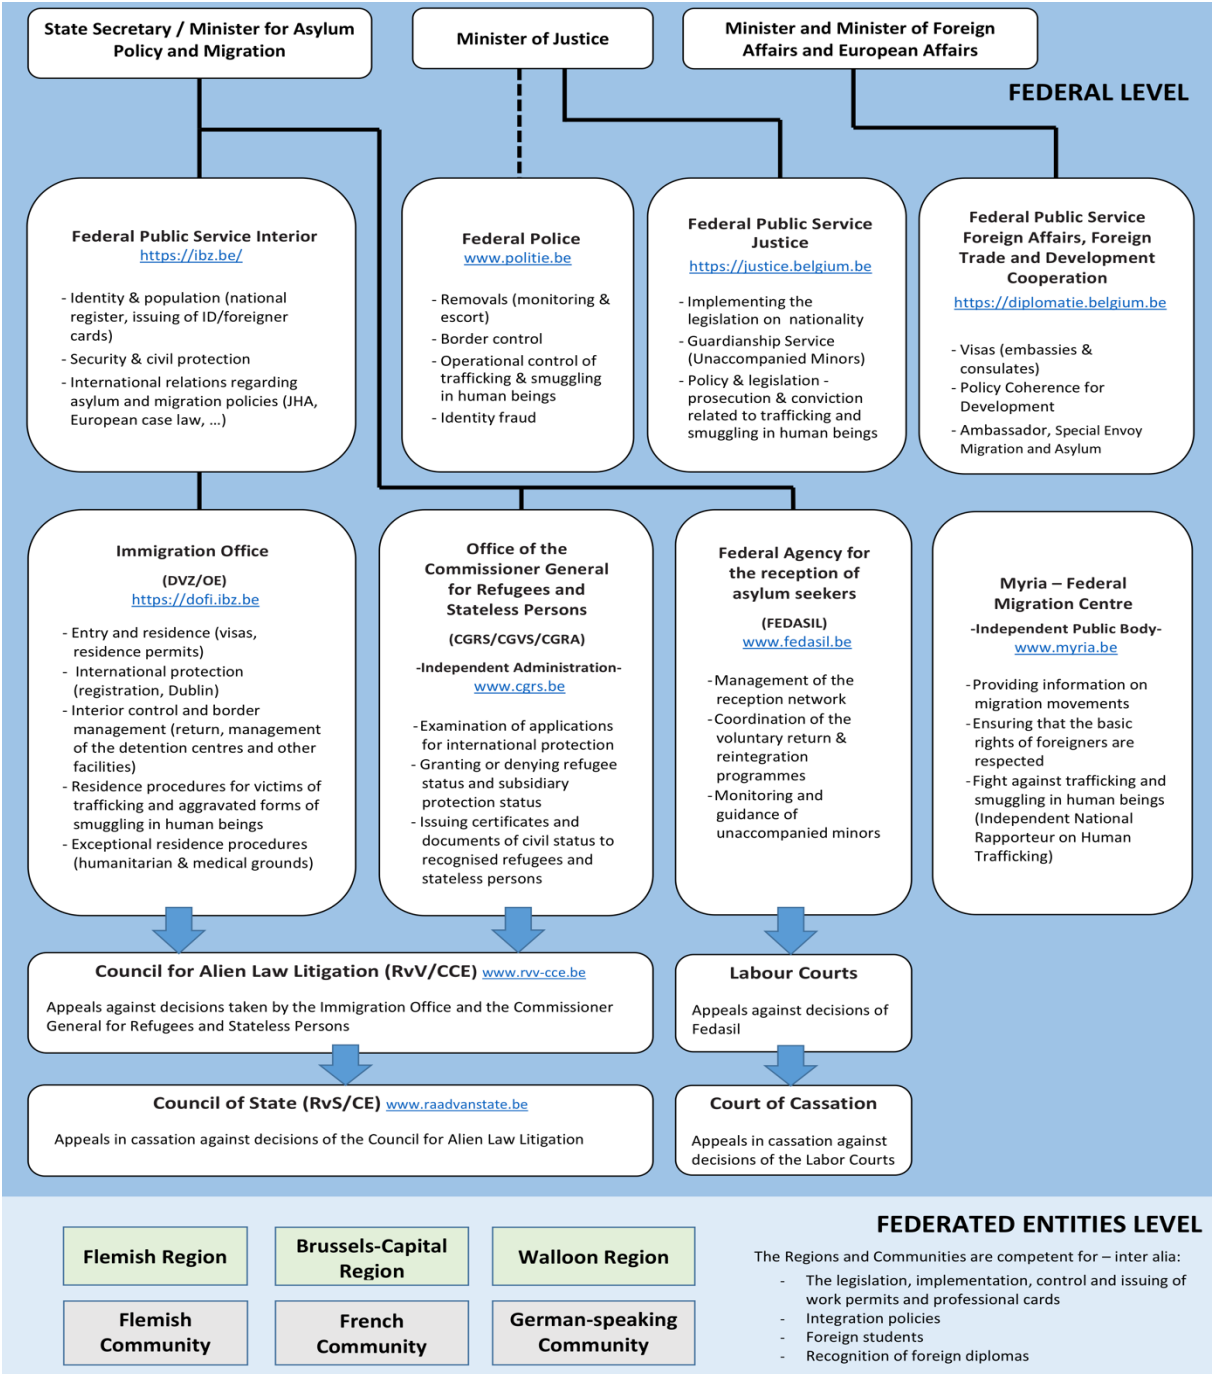 State Secretary / Minister for Asylum
Policy and Migration
Minister of Justice
Minister and Minister of Foreign
Affairs and European Affairs
FEDERAL LEVEL
Federal Public Service Interior
https://ibz.be/
- Identity & population (national
register, issuing of ID/foreigner
cards)
- Security & civil protection
- International relations regarding
asylum and migration policies (JHA,
European case law, …)
Federal Police
www.politie.be
- Removals (monitoring &
escort)
- Border control
- Operational control of
trafficking & smuggling
in human beings
- Identity fraud
Federal Public Service
Justice
https://justice.belgium.be
- Implementing the
legislation on nationality
- Guardianship Service
(Unaccompanied Minors)
- Policy & legislation -
prosecution & conviction
related to trafficking and
smuggling in human beings
Federal Public Service
Foreign Affairs, Foreign
Trade and Development
Cooperation
https://diplomatie.belgium.be
- Visas (embassies &
consulates)
- Policy Coherence for
Development
- Ambassador, Special Envoy
Migration and Asylum
Immigration Office
(DVZ/OE)
https://dofi.ibz.be
- Entry and residence (visas,
residence permits)
- International protection
(registration, Dublin)
- Interior control and border
management (return, management
of the detention centres and other
facilities)
- Residence procedures for victims of
trafficking and aggravated forms of
smuggling in human beings
- Exceptional residence procedures
(humanitarian & medical grounds)
Office of the
Commissioner General
for Refugees and
Stateless Persons
(CGRS/CGVS/CGRA)
-Independent Administration-
www.cgrs.be
- Examination of applications
for international protection
- Granting or denying refugee
status and subsidiary
protection status
- Issuing certificates and
documents of civil status to
recognised refugees and
stateless persons
Federal Agency for
the reception of
asylum seekers
(FEDASIL)
www.fedasil.be
- Management of the
reception network
- Coordination of the
voluntary return &
reintegration
programmes
- Monitoring and
guidance of
unaccompanied minors
Myria – Federal
Migration Centre
-Independent Public Body-
www.myria.be
- Providing information on
migration movements
- Ensuring that the basic
rights of foreigners are
respected
- Fight against trafficking and
smuggling in human beings
(Independent National
Rapporteur on Human
Trafficking)
Council for Alien Law Litigation (RvV/CCE) www.rvv-cce.be
Appeals against decisions taken by the Immigration Office and the Commissioner
General for Refugees and Stateless Persons
Labour Courts
Appeals against decisions of
Fedasil
Council of State (RvS/CE) www.raadvanstate.be
Appeals in cassation against decisions of the Council for Alien Law Litigation
Court of Cassation
Appeals in cassation against
decisions of the Labor Courts
FEDERATED ENTITIES LEVEL
Flemish Region
Brussels-Capital
Region
Walloon Region
Flemish
Community
French
Community
German-speaking
Community
The Regions and Communities are competent for – inter alia:
- The legislation, implementation, control and issuing of
work permits and professional cards
- Integration policies
- Foreign students
- Recognition of foreign diplomas